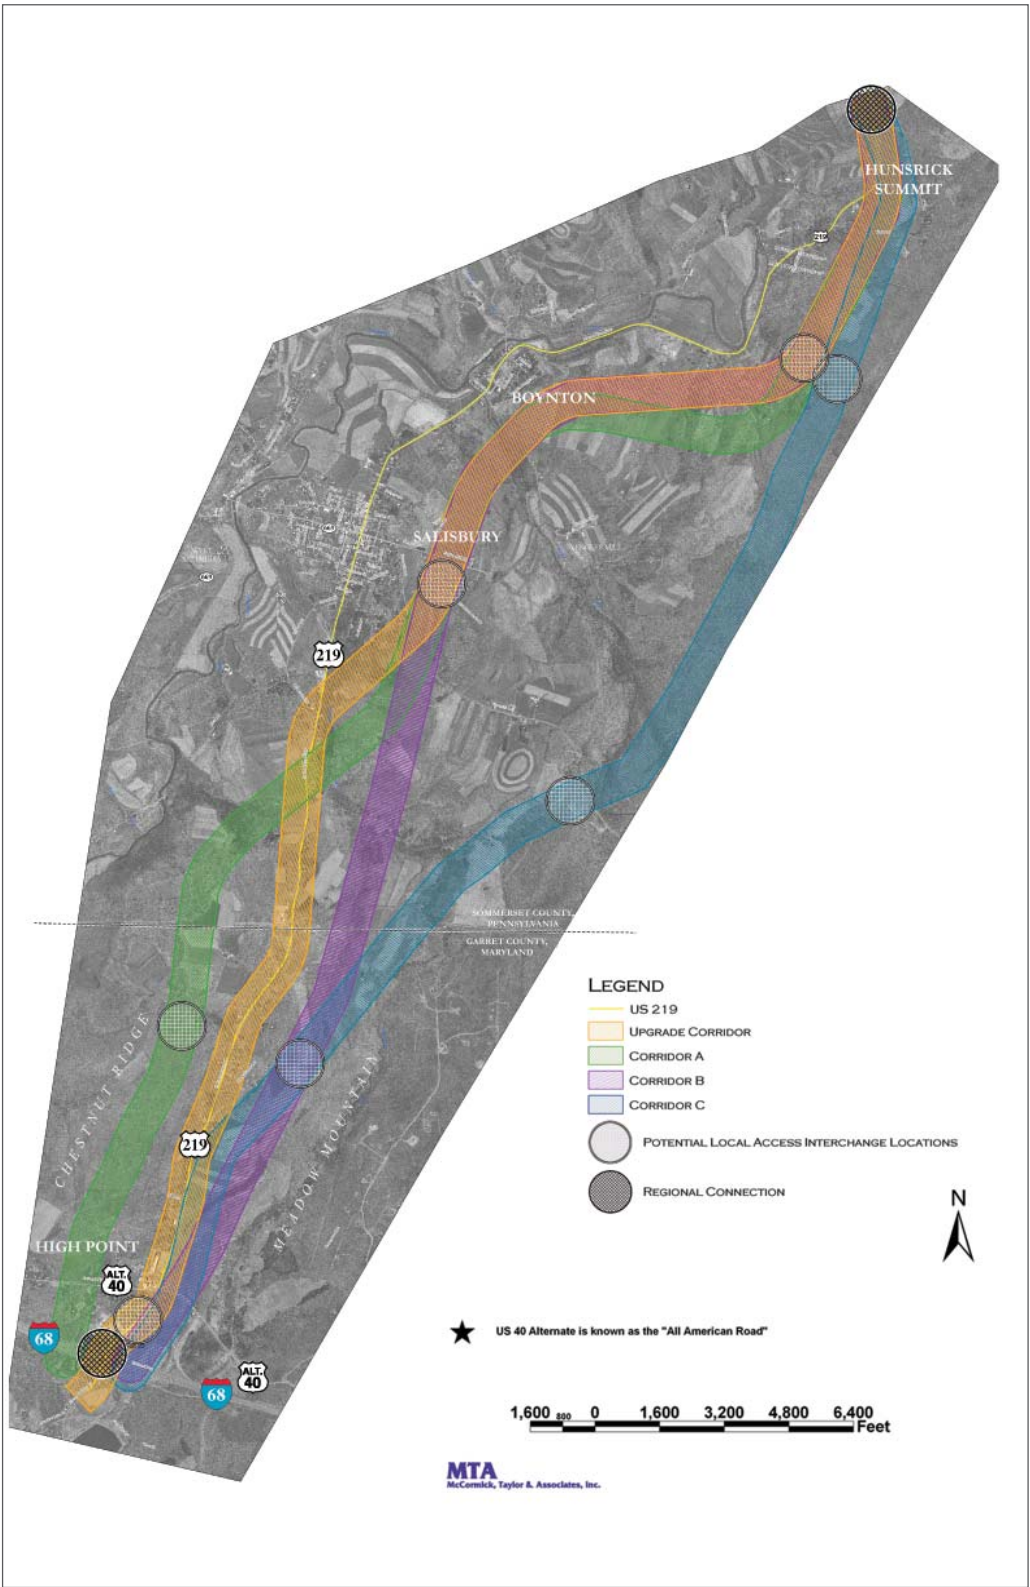 HUNSRICK
SUMMIT
219
BOYNTON
SALISBURY
669
669
219
SOMMERSET COUNTY,
PENNSYLVANIA
GARRET COUNTY,
MARYLAND
CHESTNUT RIDGE
MEADOW MOUNTAIN
219
HIGH POINT
ALT.
40
68
ALT.
40
68
LEGEND
US 219
UPGRADE CORRIDOR
CORRIDOR A
CORRIDOR B
CORRIDOR C
POTENTIAL LOCAL ACCESS INTERCHANGE LOCATIONS
REGIONAL CONNECTION
N
US 40 Alternate is known as the "All American Road"
1,600 800 0 1,600 3,200 4,800 6,400
Feet
MTA
McCormick, Taylor & Associates, Inc.